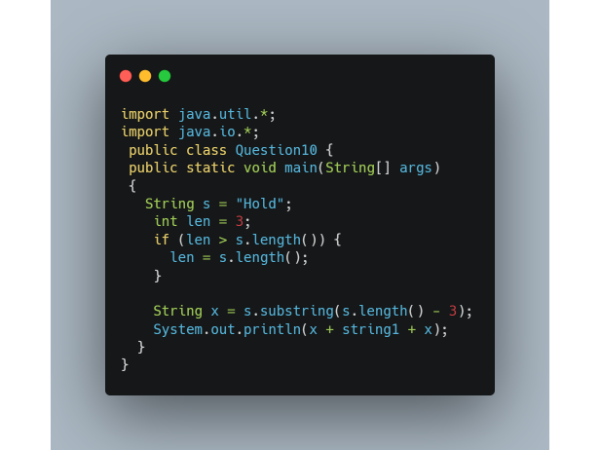 import java.util.*;
import java.io.*;
public class Question10 {
public static void main(String[] args)
{
String s = "Hold";
int len = 3;
if (len > s.length()) {
len = s.length();
}
String x = s.substring(s.length() - 3);
System.out.println(x + string1 + x);
}
}